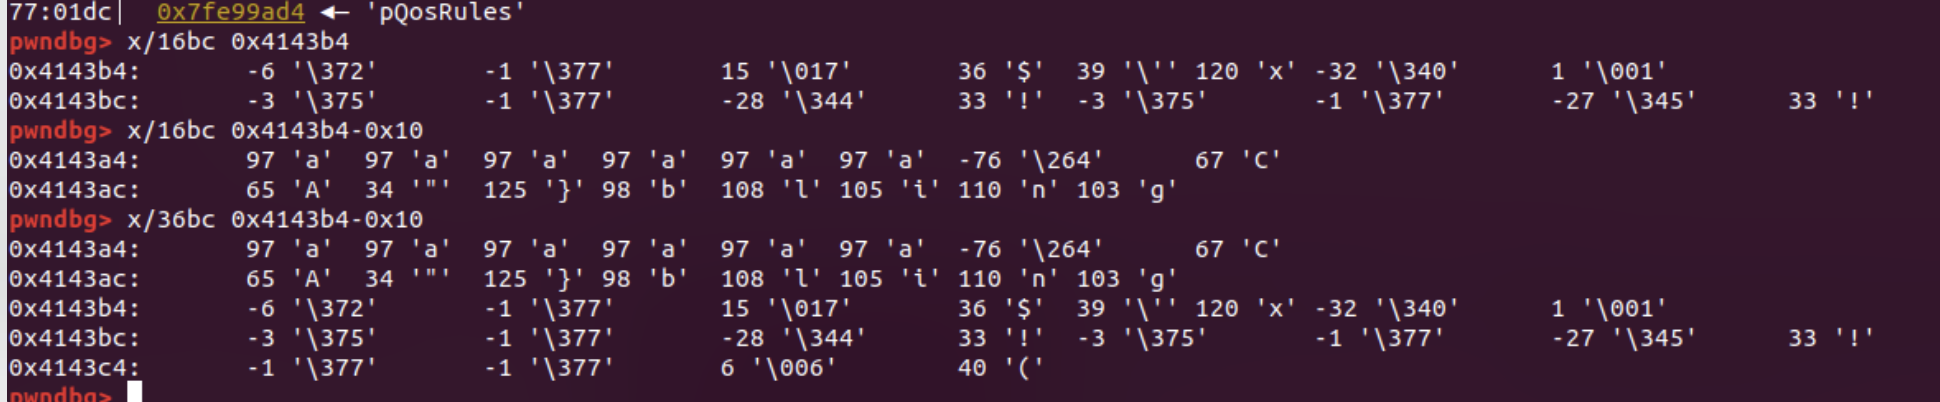 77:01dc│  0x7fe99ad4 ◂— 'pQosRules'
pwndbg> x/16bc 0x4143b4
0x4143b4:	-6 '\372'	-1 '\377'	15 '\017'	36 '$'	39 '\''	120 'x'	-32 '\340'	1 '\001'
0x4143bc:	-3 '\375'	-1 '\377'	-28 '\344'	33 '!'	-3 '\375'	-1 '\377'	-27 '\345'	33 '!'
pwndbg> x/16bc 0x4143b4-0x10
0x4143a4:	97 'a'	97 'a'	97 'a'	97 'a'	97 'a'	97 'a'	-76 '\264'	67 'C'
0x4143ac:	65 'A'	34 '"'	125 '}'	98 'b'	108 'l'	105 'i'	110 'n'	103 'g'
pwndbg> x/36bc 0x4143b4-0x10
0x4143a4:	97 'a'	97 'a'	97 'a'	97 'a'	97 'a'	97 'a'	-76 '\264'	67 'C'
0x4143ac:	65 'A'	34 '"'	125 '}'	98 'b'	108 'l'	105 'i'	110 'n'	103 'g'
0x4143b4:	-6 '\372'	-1 '\377'	15 '\017'	36 '$'	39 '\''	120 'x'	-32 '\340'	1 '\001'
0x4143bc:	-3 '\375'	-1 '\377'	-28 '\344'	33 '!'	-3 '\375'	-1 '\377'	-27 '\345'	33 '!'
0x4143c4:	-1 '\377'	-1 '\377'	6 '\006'	40 '('
pwndbg>